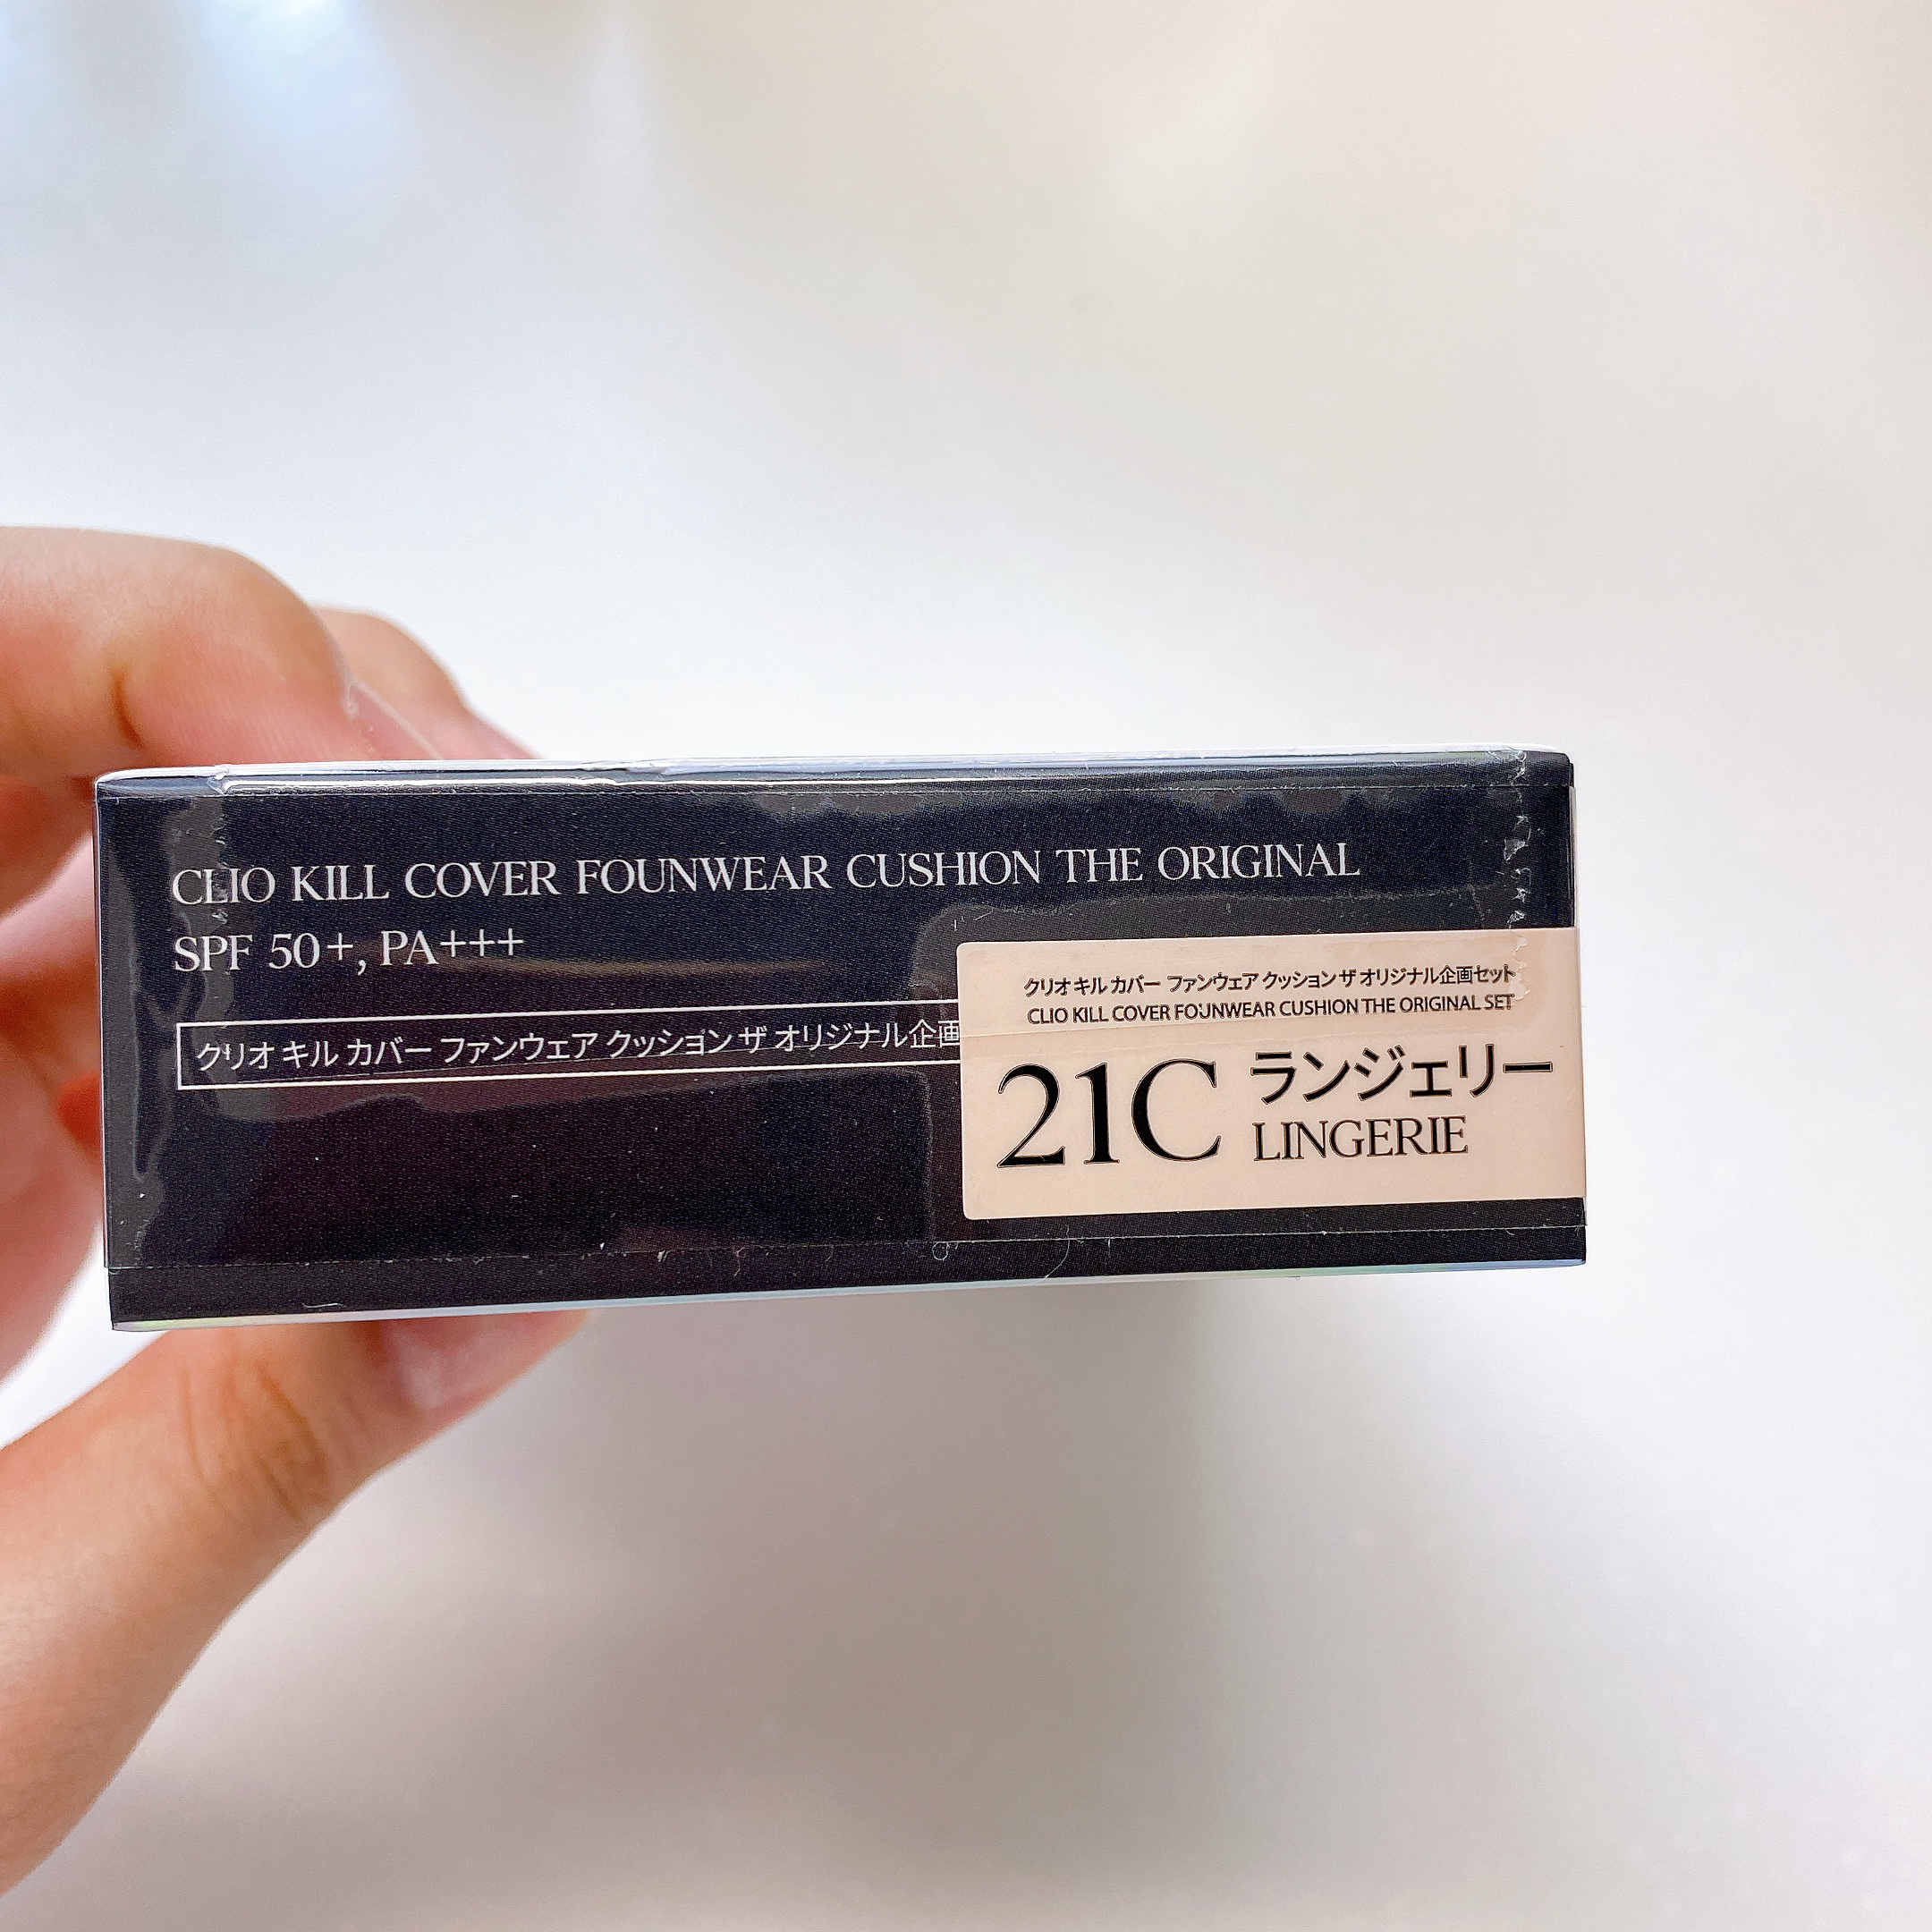 CLIO KILL COVER FOUNWEAR CUSHION THE ORIGINAL
SPF 50+, PA+++
クリオ キル カバー ファンウェア クッション ザ オリジナル企画
クリオ キル カバー ファンウェア クッション ザ オリジナル企画セット
CLIO KILL COVER FOUNWEAR CUSHION THE ORIGINAL SET
21C ランジェリー
LINGERIE